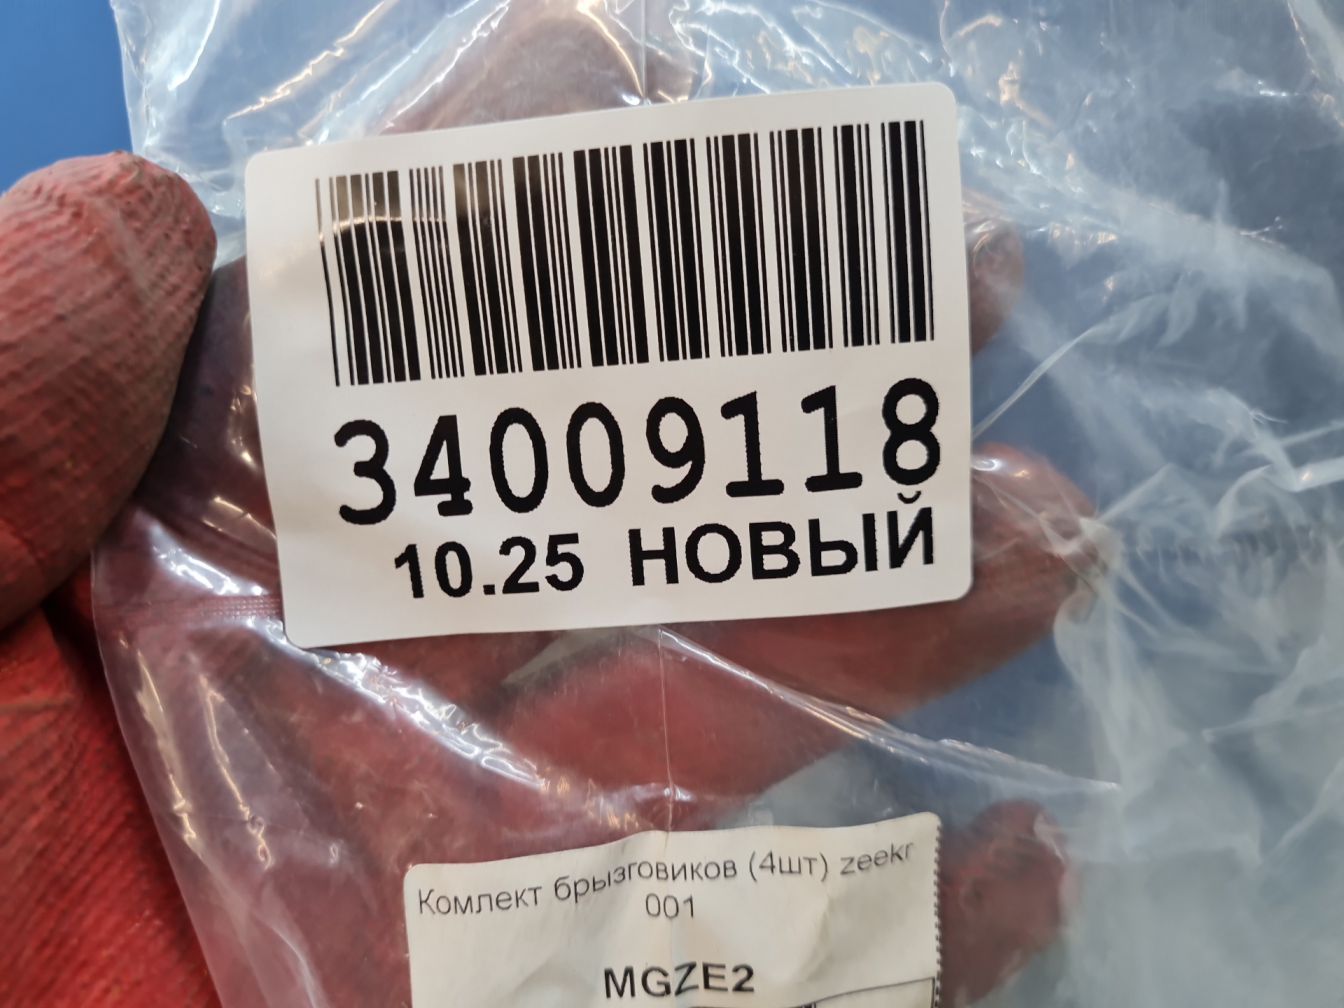 34009118
10.25 НОВЫЙ
Комлект брызговиков (4шт) zeekr
001
MGZE2